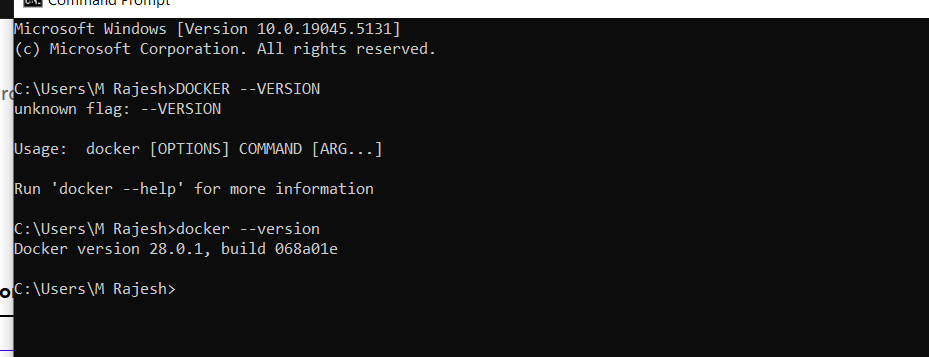 Command Prompt
Microsoft Windows [Version 10.0.19045.5131]
(c) Microsoft Corporation. All rights reserved.
C:\Users\M Rajesh>DOCKER --VERSION
unknown flag: --VERSION
Usage:  docker [OPTIONS] COMMAND [ARG...]
Run 'docker --help' for more information
C:\Users\M Rajesh>docker --version
Docker version 28.0.1, build 068a01e
C:\Users\M Rajesh>